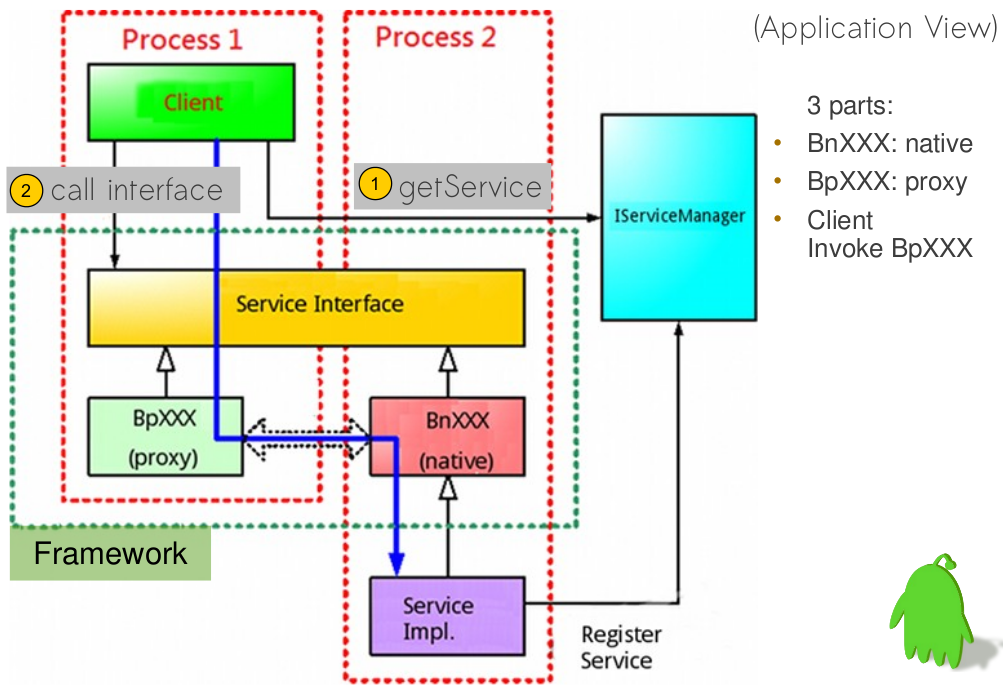 (Application View)
Process 1
Process 2
Client
3 parts:
• BnXXX: native
• BpXXX: proxy
• Client
Invoke BpXXX
2 call interface
1 getService
IServiceManager
Service Interface
BpXXX
(proxy)
BnXXX
(native)
Framework
Service
Impl.
Register
Service